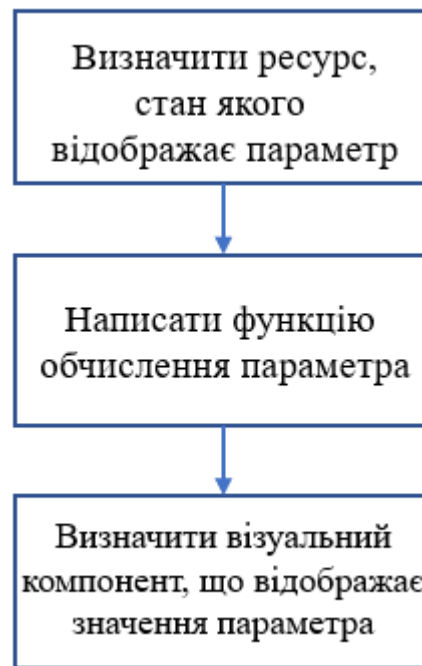 Визначити ресурс,
стан якого
відображає параметр
Написати функцію
обчислення параметра
Визначити візуальний
компонент, що відображає
значення параметра